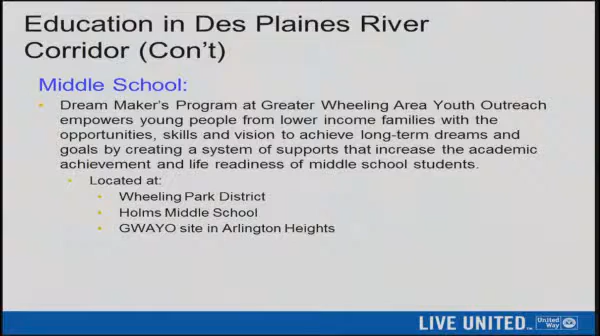 Education in Des Plaines River
Corridor (Con't)
Middle School:
Dream Maker's Program at Greater Wheeling Area Youth Outreach
empowers young people from lower income families with the
opportunities, skills and vision to achieve long-term dreams and
goals by creating a system of supports that increase the academic
achievement and life readiness of middle school students.
Located at:
Wheeling Park District
Holms Middle School
GWAYO site in Arlington Heights
LIVE UNITED™
United
Way